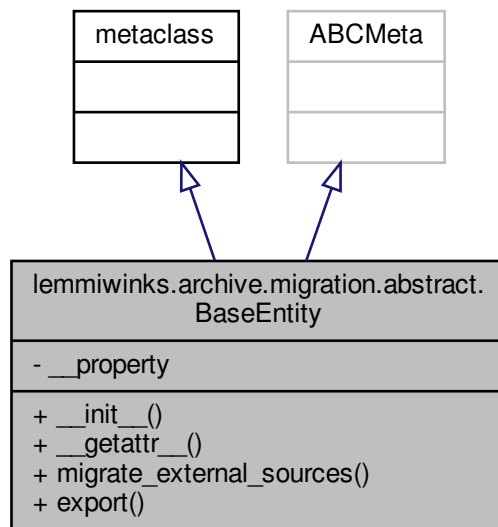 metaclass
ABCMeta
lemmiwinks.archive.migration.abstract.
BaseEntity
- __property
+ __init__()
+ __getattr__()
+ migrate_external_sources()
+ export()